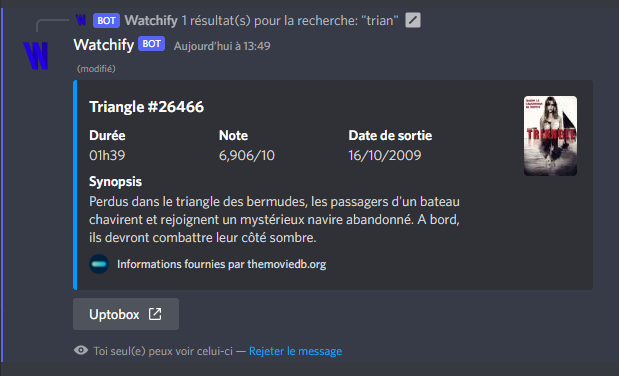 W BOT Watchify 1 résultat(s) pour la recherche: "trian"
W Watchify BOT Aujourd'hui à 13:49
(modifié)
Triangle #26466
Durée Note Date de sortie
01h39 6,906/10 16/10/2009
TRIANGLE
Synopsis
Perdus dans le triangle des bermudes, les passagers d'un bateau
chavirent et rejoignent un mystérieux navire abandonné. A bord,
ils devront combattre leur côté sombre.
Informations fournies par themoviedb.org
Uptobox
Toi seul(e) peux voir celui-ci — Rejeter le message